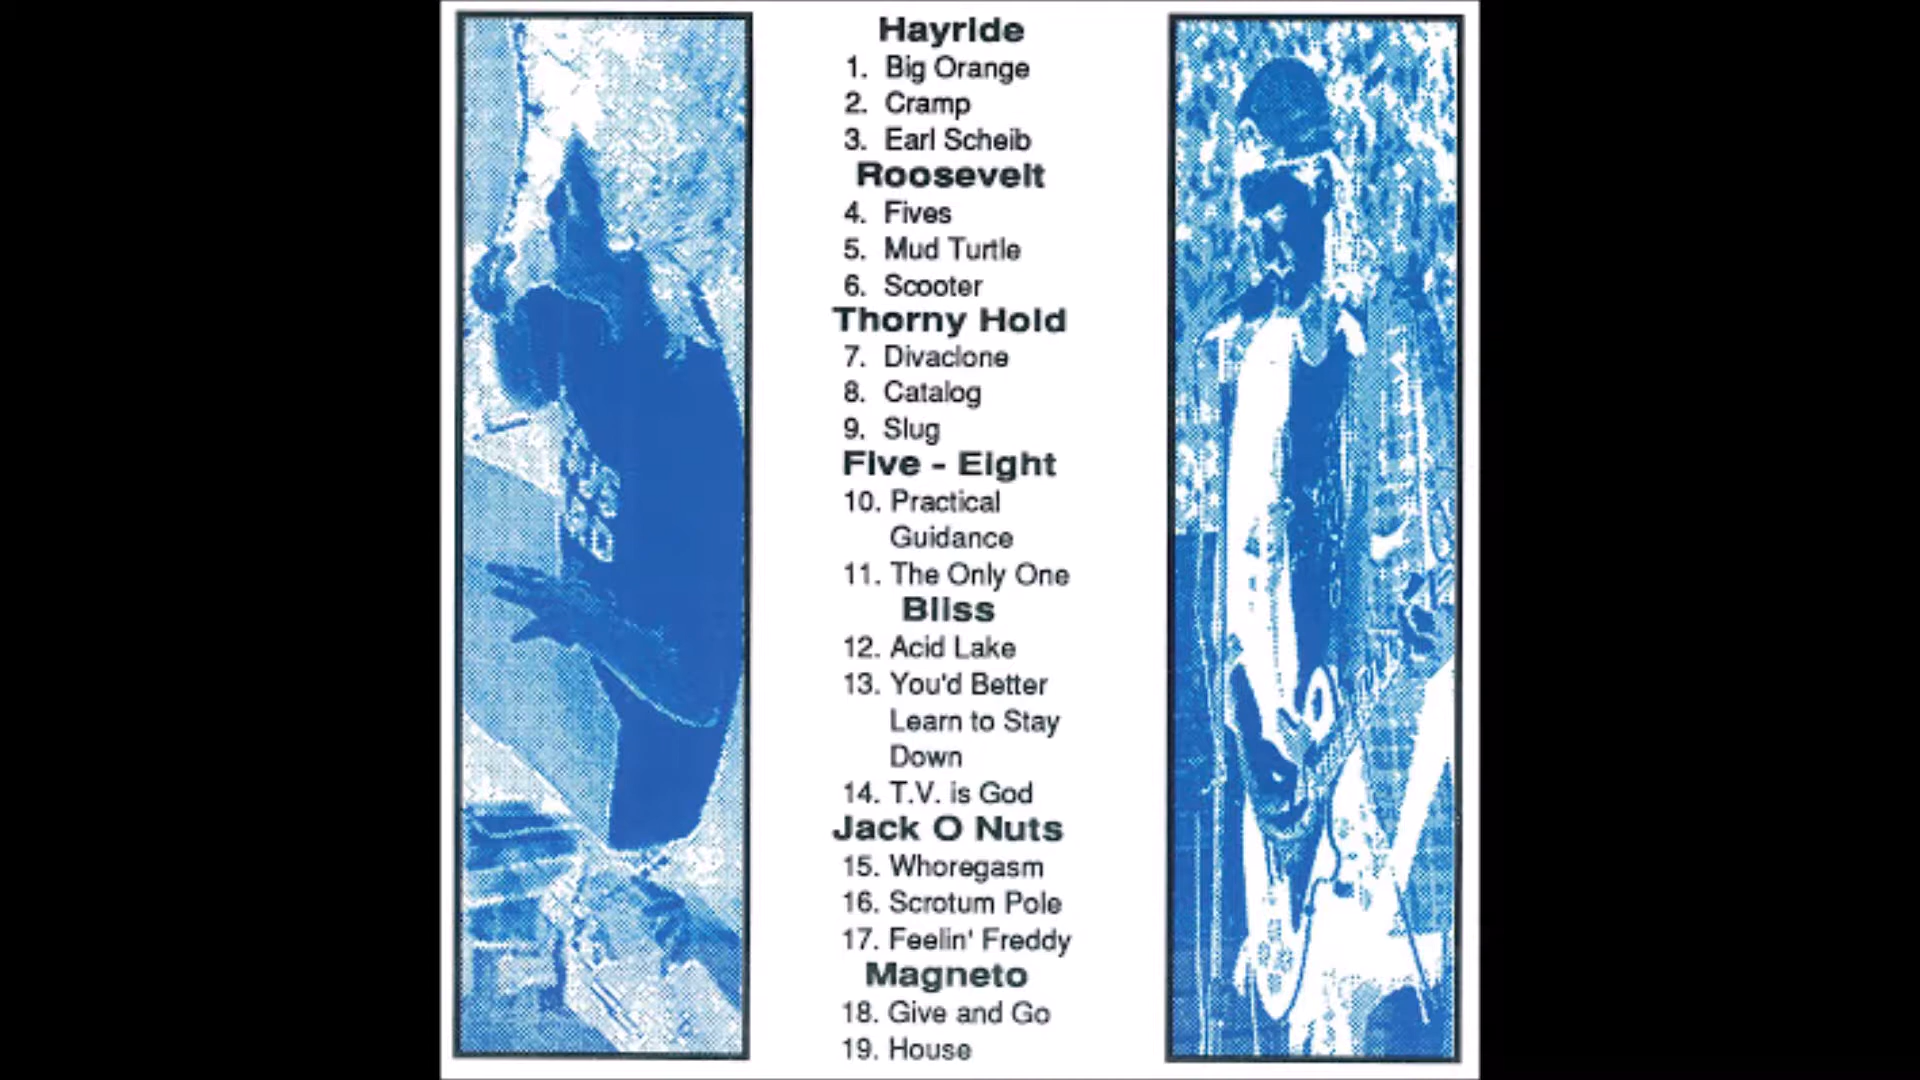 Hayride
1. Big Orange
2. Cramp
3. Earl Scheib
Roosevelt
4. Fives
5. Mud Turtle
6. Scooter
Thorny Hold
7. Divaclone
8. Catalog
9. Slug
Five - Eight
10. Practical
Guidance
11. The Only One
Bliss
12. Acid Lake
13. You'd Better
Learn to Stay
Down
14. T.V. is God
Jack O Nuts
15. Whoregasm
16. Scrotum Pole
17. Feelin' Freddy
Magneto
18. Give and Go
19. House